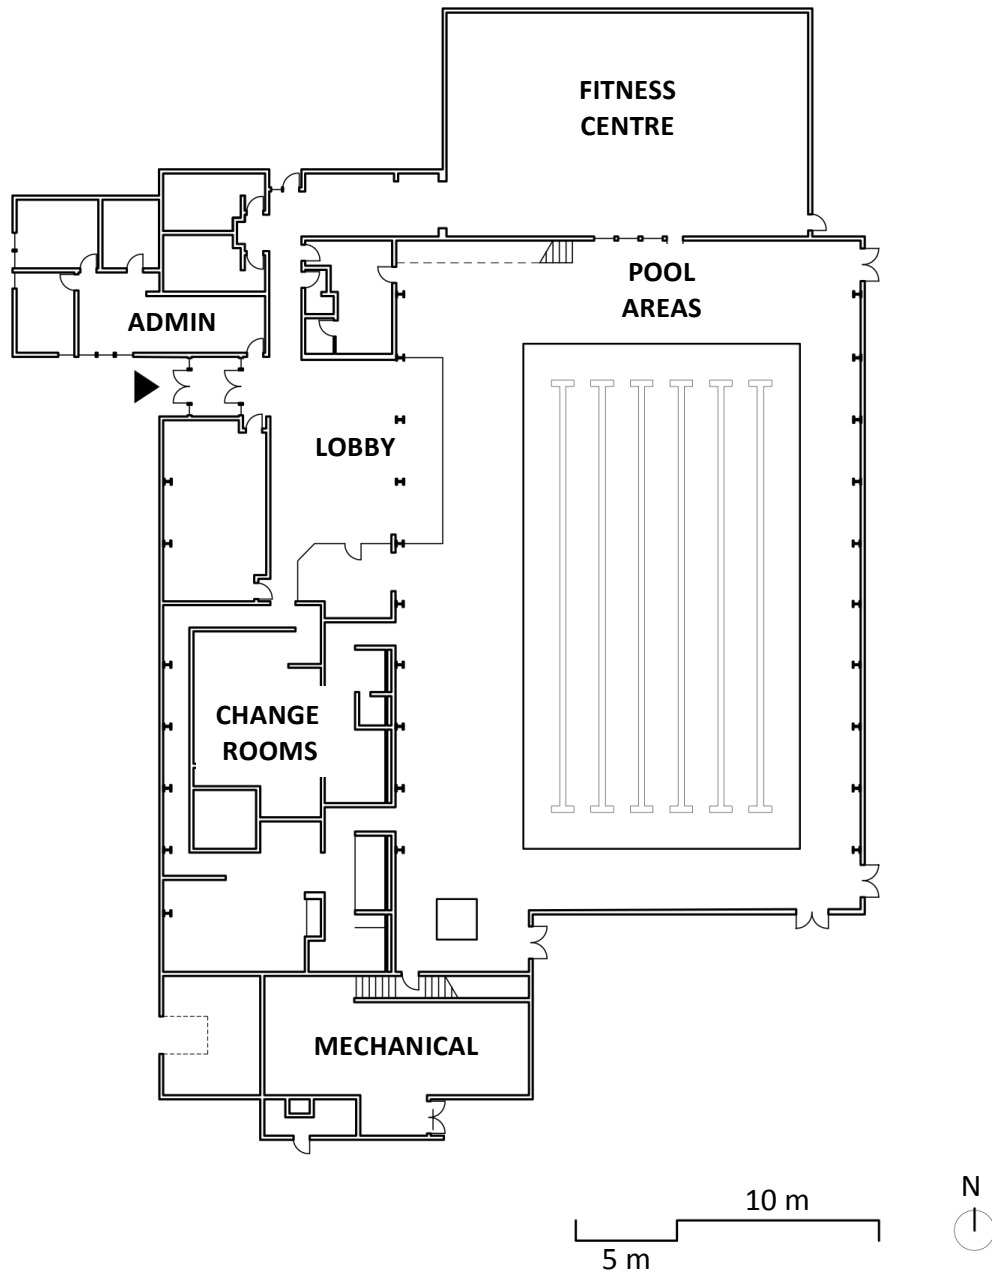 FITNESS
CENTRE
POOL
AREAS
ADMIN
LOBBY
CHANGE
ROOMS
MECHANICAL
10 m
5 m
N